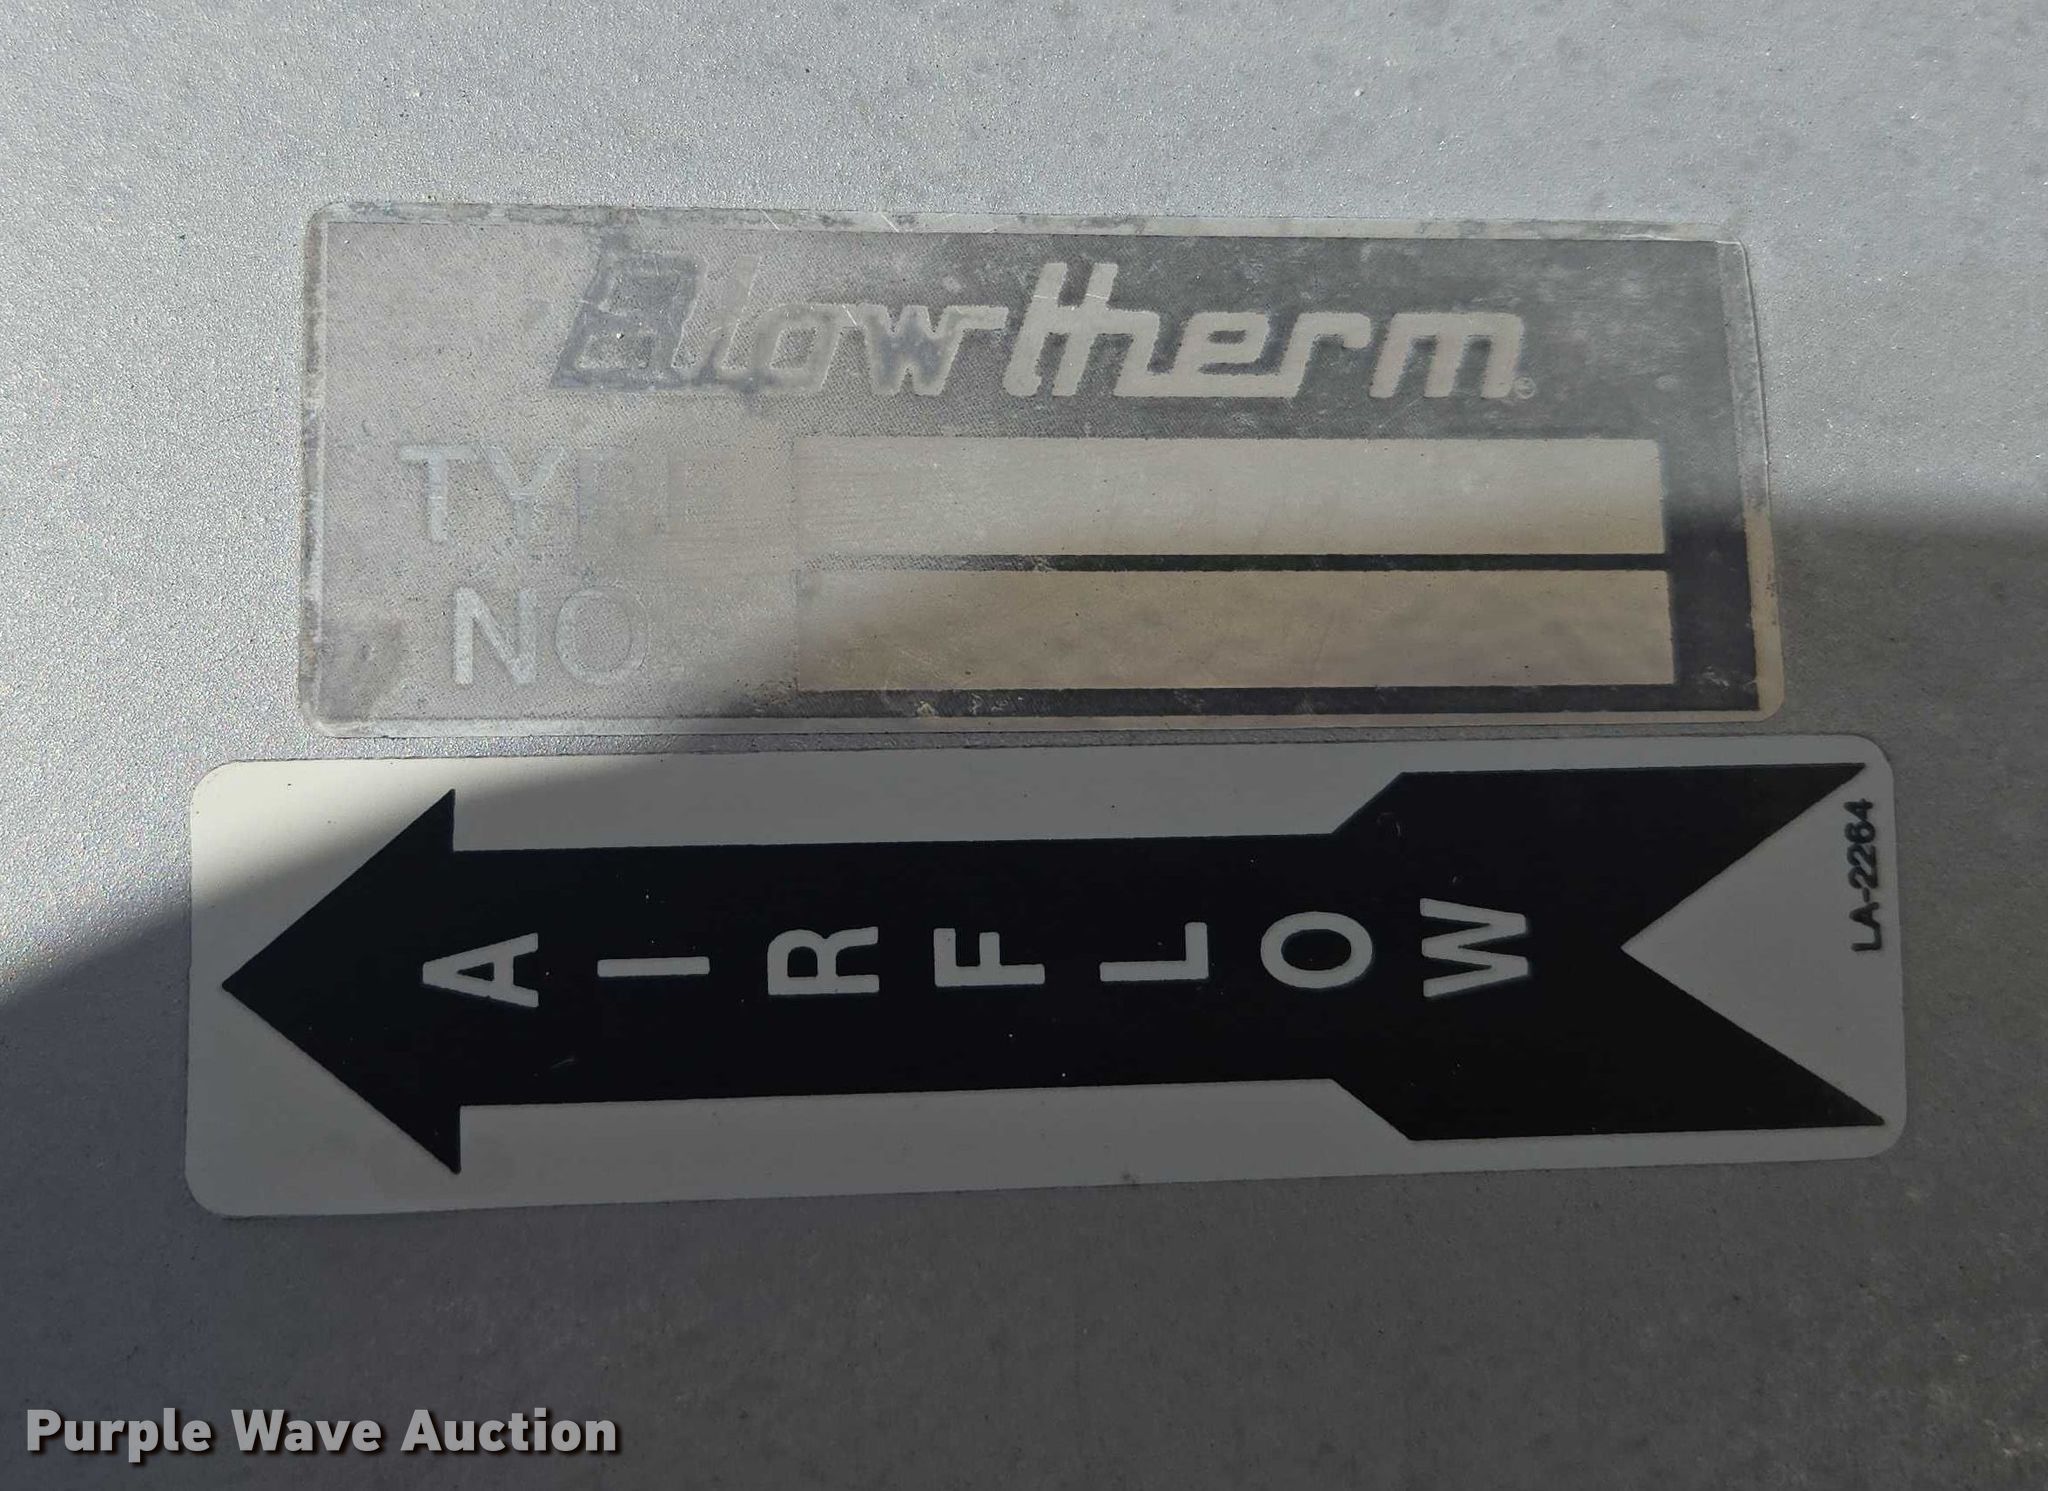 Blowtherm®
TYPE
NO
AIRFLOW
LA-2264
Purple Wave Auction